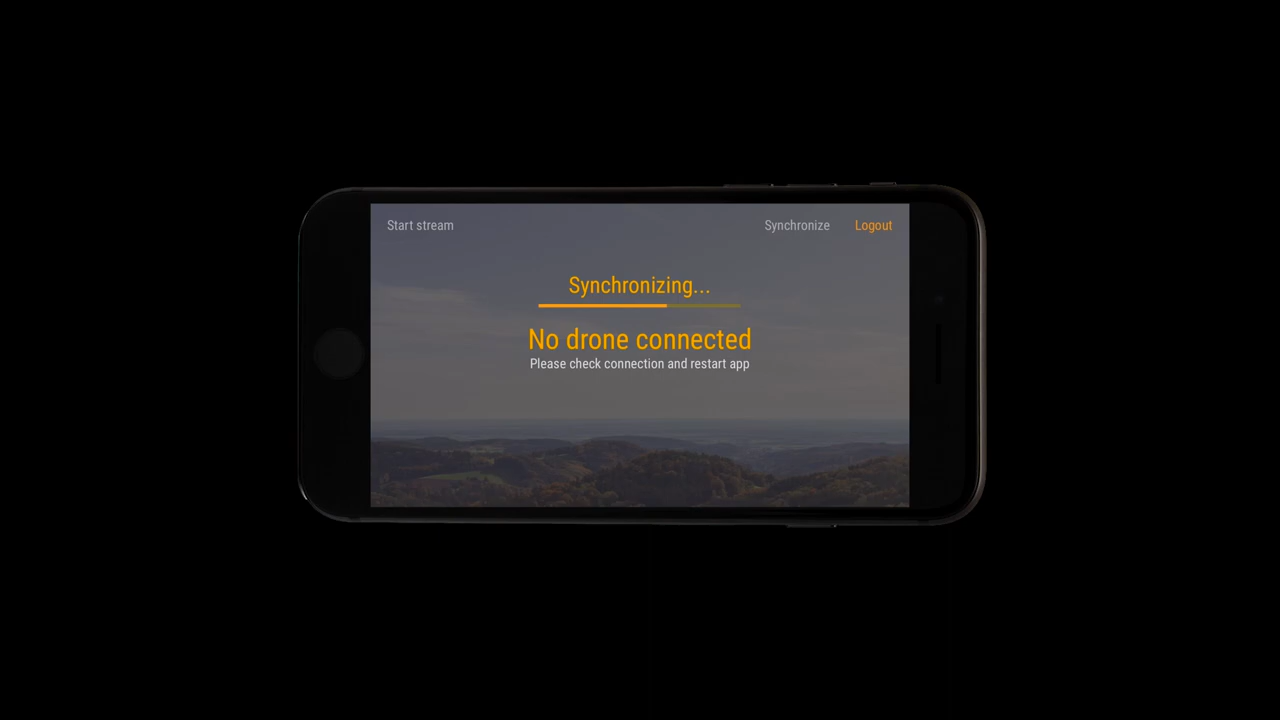 Start stream
Synchronize
Logout
Synchronizing...
No drone connected
Please check connection and restart app